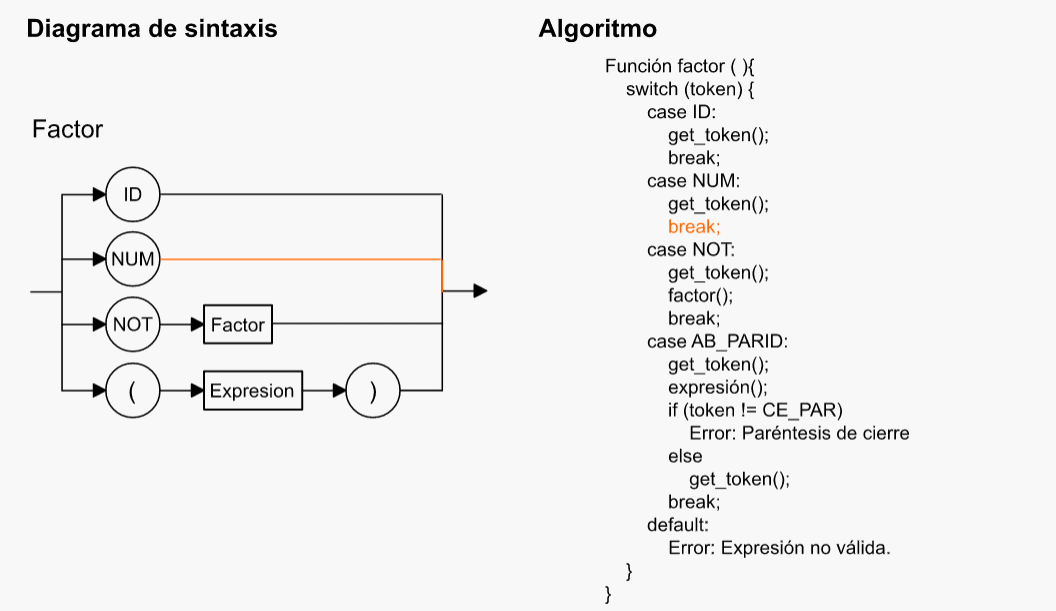 Diagrama de sintaxis
Factor
ID
NUM
NOT
Factor
(
Expresion
)
Algoritmo
Función factor ( ){
switch (token) {
case ID:
get_token();
break;
case NUM:
get_token();
break;
case NOT:
get_token();
factor();
break;
case AB_PARID:
get_token();
expresión();
if (token != CE_PAR)
Error: Paréntesis de cierre
else
get_token();
break;
default:
Error: Expresión no válida.
}
}